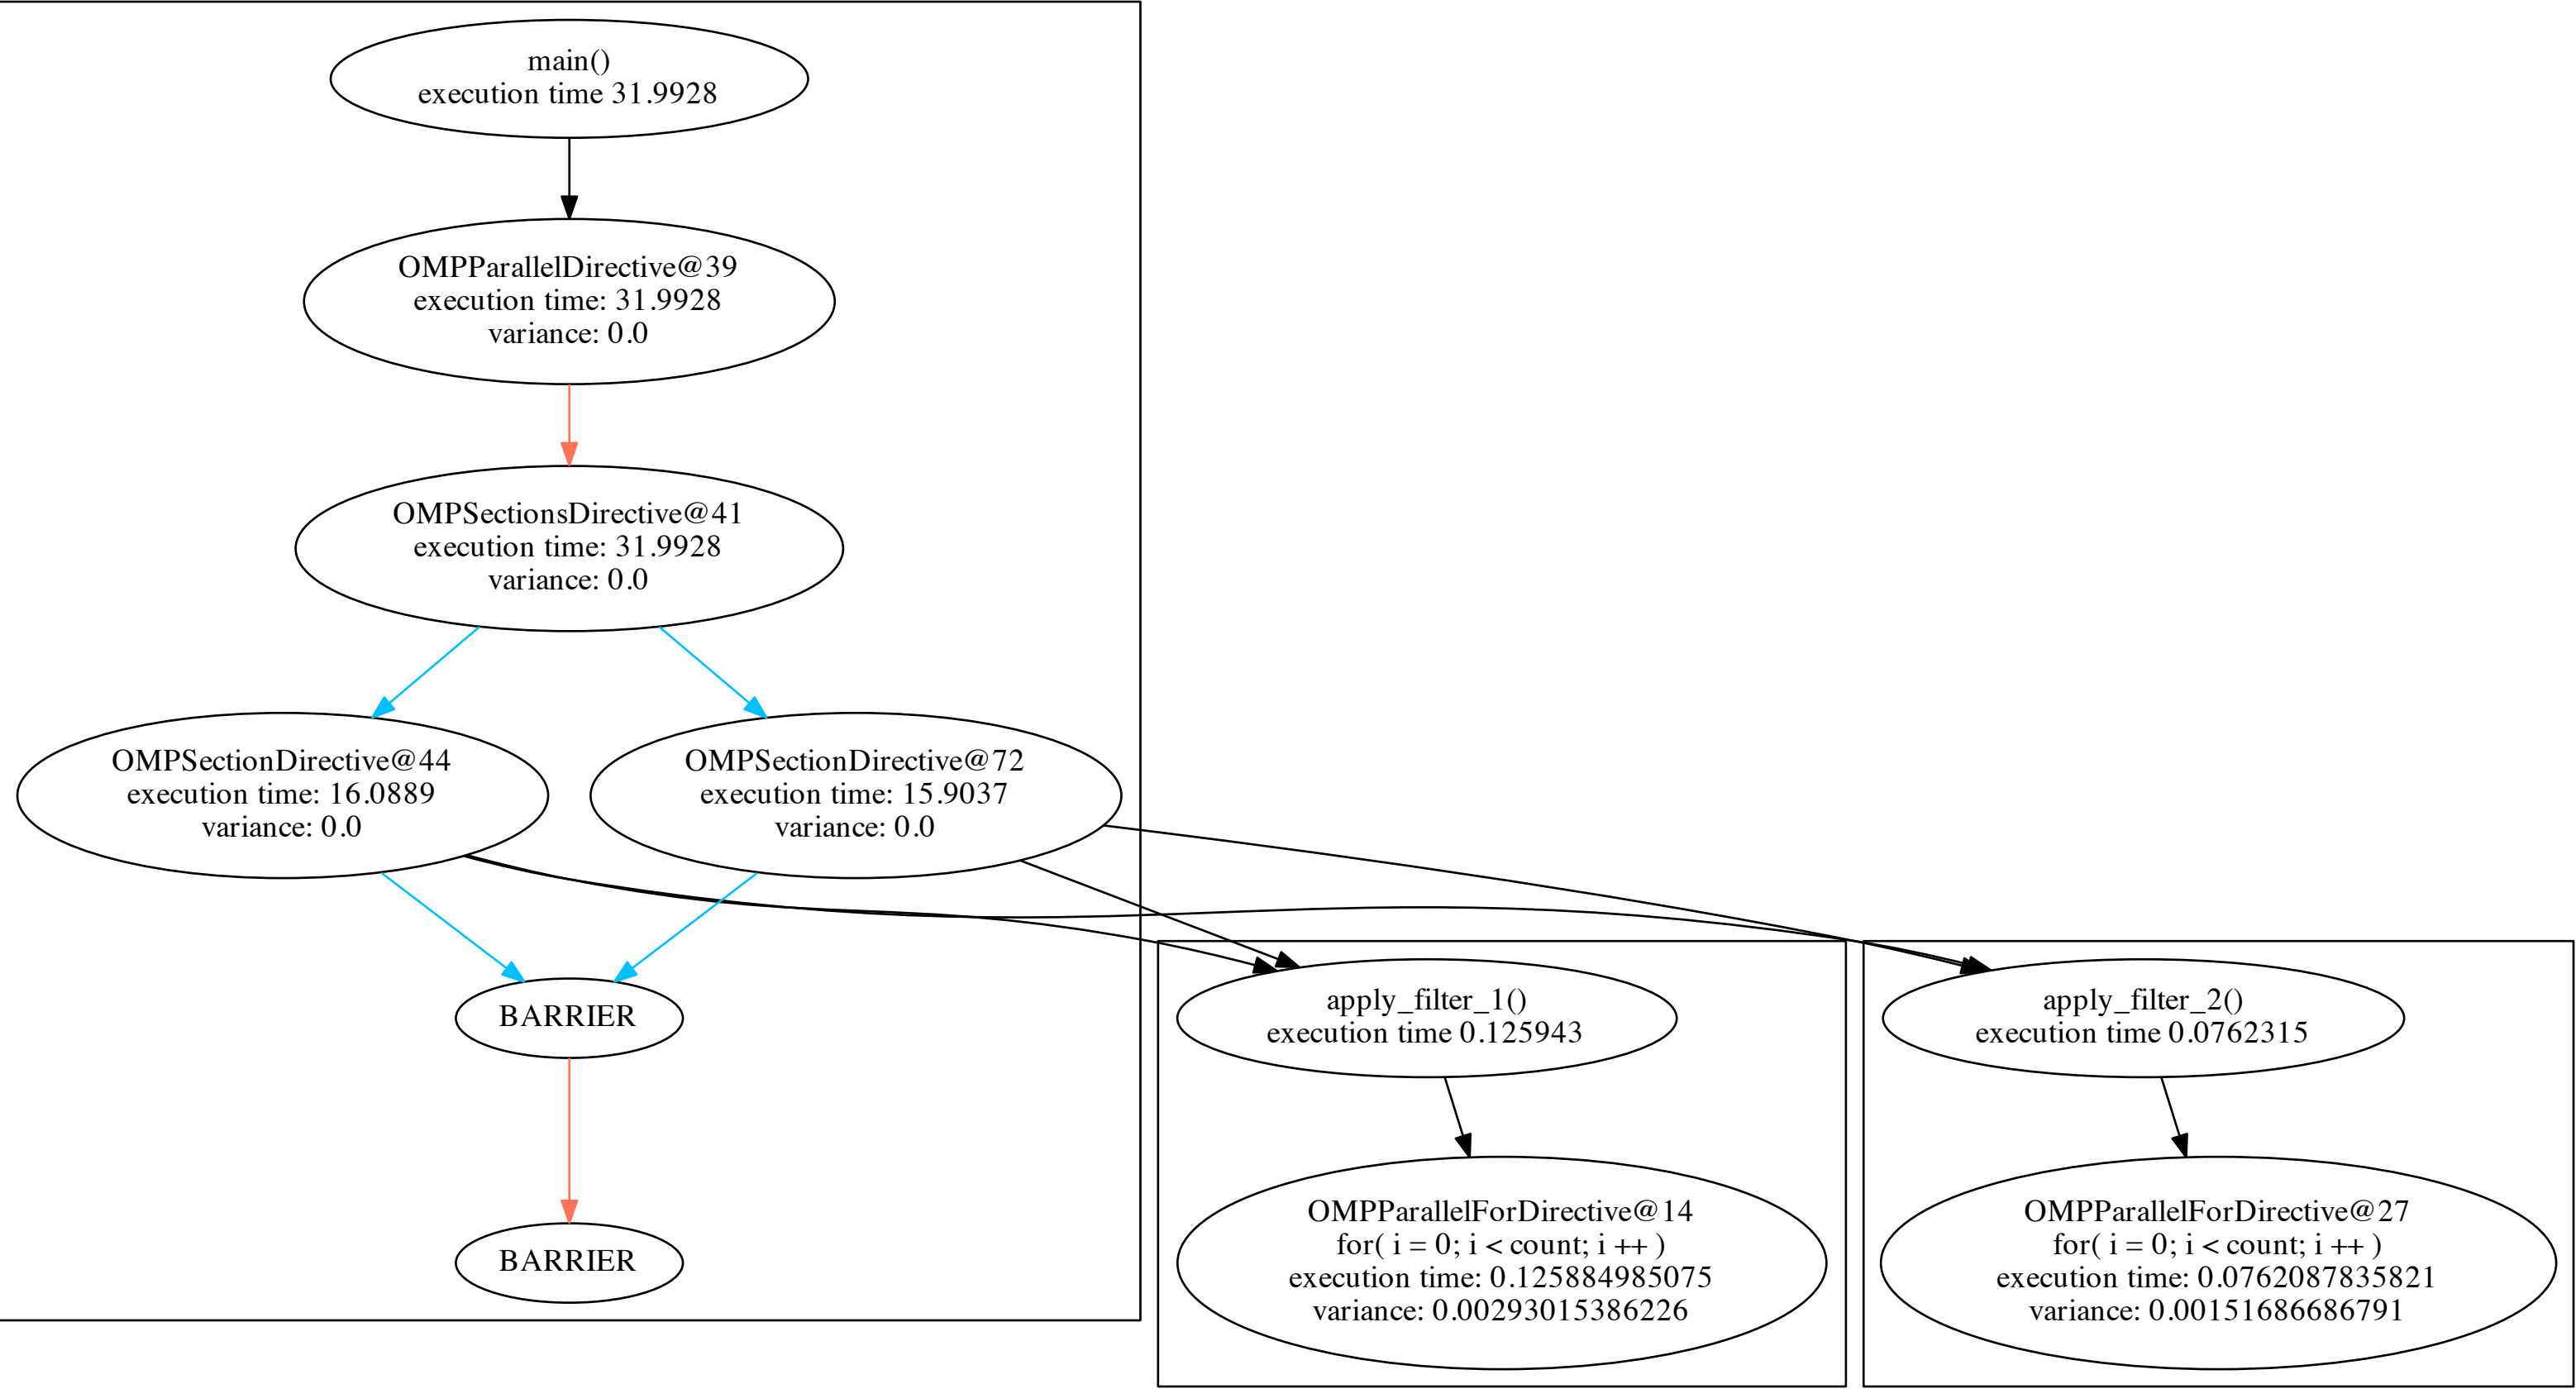 main()
execution time 31.9928
OMPParallelDirective@39
execution time: 31.9928
variance: 0.0
OMPSectionsDirective@41
execution time: 31.9928
variance: 0.0
OMPSectionDirective@44
execution time: 16.0889
variance: 0.0
OMPSectionDirective@72
execution time: 15.9037
variance: 0.0
BARRIER
apply_filter_1()
execution time 0.125943
apply_filter_2()
execution time 0.0762315
BARRIER
OMPParallelForDirective@14
for( i = 0; i < count; i ++ )
execution time: 0.125884985075
variance: 0.00293015386226
OMPParallelForDirective@27
for( i = 0; i < count; i ++ )
execution time: 0.0762087835821
variance: 0.00151686686791